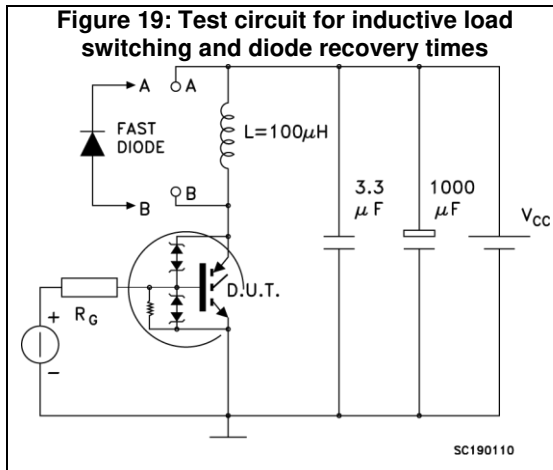 Figure 19: Test circuit for inductive load
switching and diode recovery times
A
A
FAST
DIODE
L=100μH
B
B
3.3
μF
1000
μF
VCC
D.U.T.
RG
+
−
SC190110